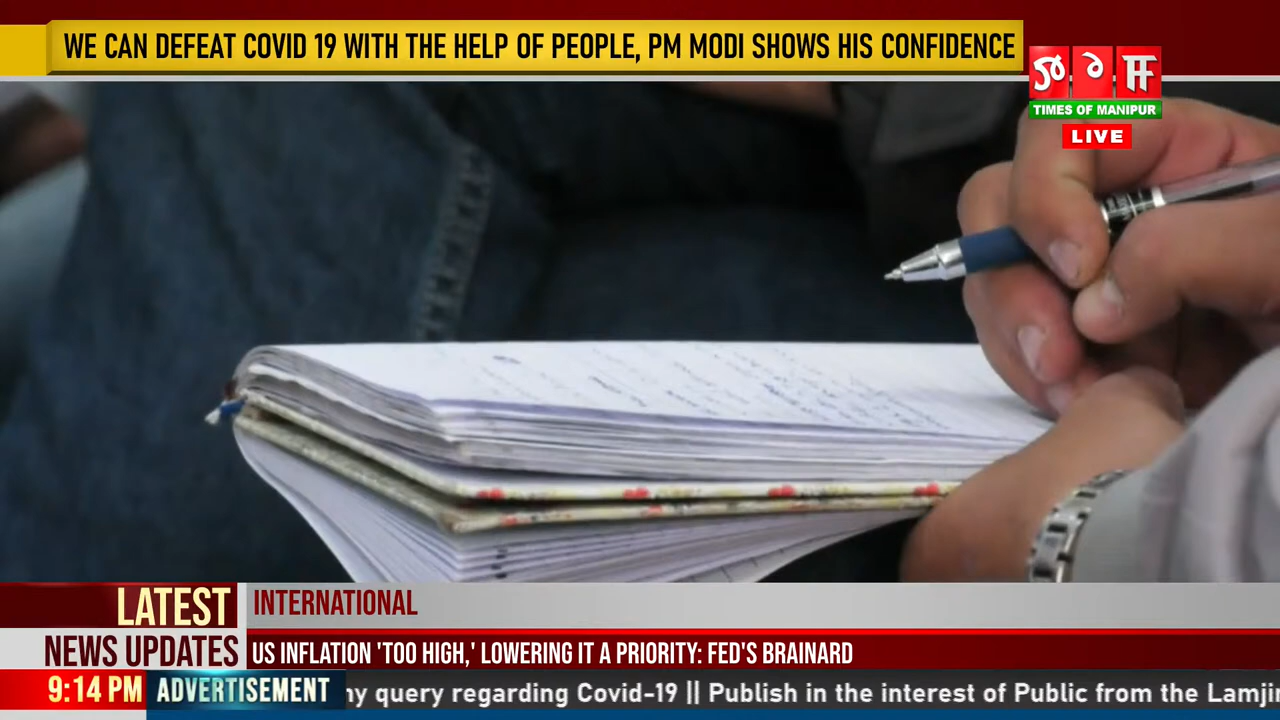 WE CAN DEFEAT COVID 19 WITH THE HELP OF PEOPLE, PM MODI SHOWS HIS CONFIDENCE
TIMES OF MANIPUR
LIVE
LATEST
NEWS UPDATES
INTERNATIONAL
US INFLATION 'TOO HIGH,' LOWERING IT A PRIORITY: FED'S BRAINARD
9:14 PM
ADVERTISEMENT
ny query regarding Covid-19 || Publish in the interest of Public from the Lamji